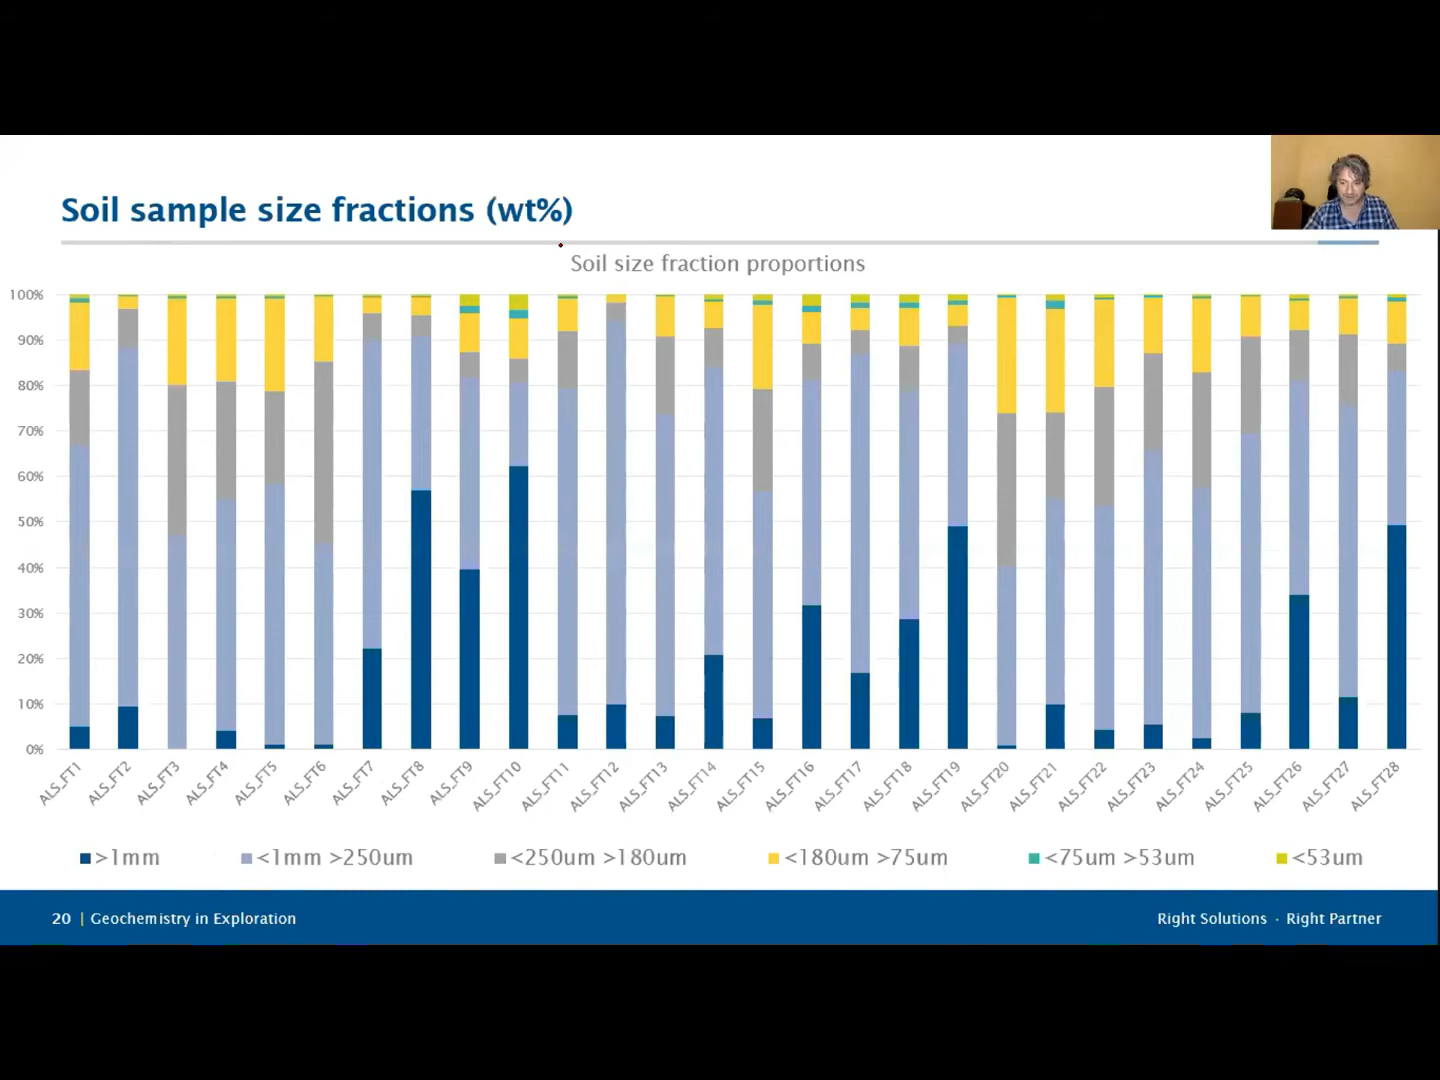 Soil sample size fractions (wt%)
Soil size fraction proportions
100%
90%
80%
70%
60%
50%
40%
30%
20%
10%
0%
ALS_FT1 ALS_FT2 ALS_FT3 ALS_FT4 ALS_FT5 ALS_FT6 ALS_FT7 ALS_FT8 ALS_FT9 ALS_FT10 ALS_FT11 ALS_FT12 ALS_FT13 ALS_FT14 ALS_FT15 ALS_FT16 ALS_FT17 ALS_FT18 ALS_FT19 ALS_FT20 ALS_FT21 ALS_FT22 ALS_FT23 ALS_FT24 ALS_FT25 ALS_FT26 ALS_FT27 ALS_FT28
>1mm <1mm >250um <250um >180um <180um >75um <75um >53um <53um
20 | Geochemistry in Exploration Right Solutions · Right Partner